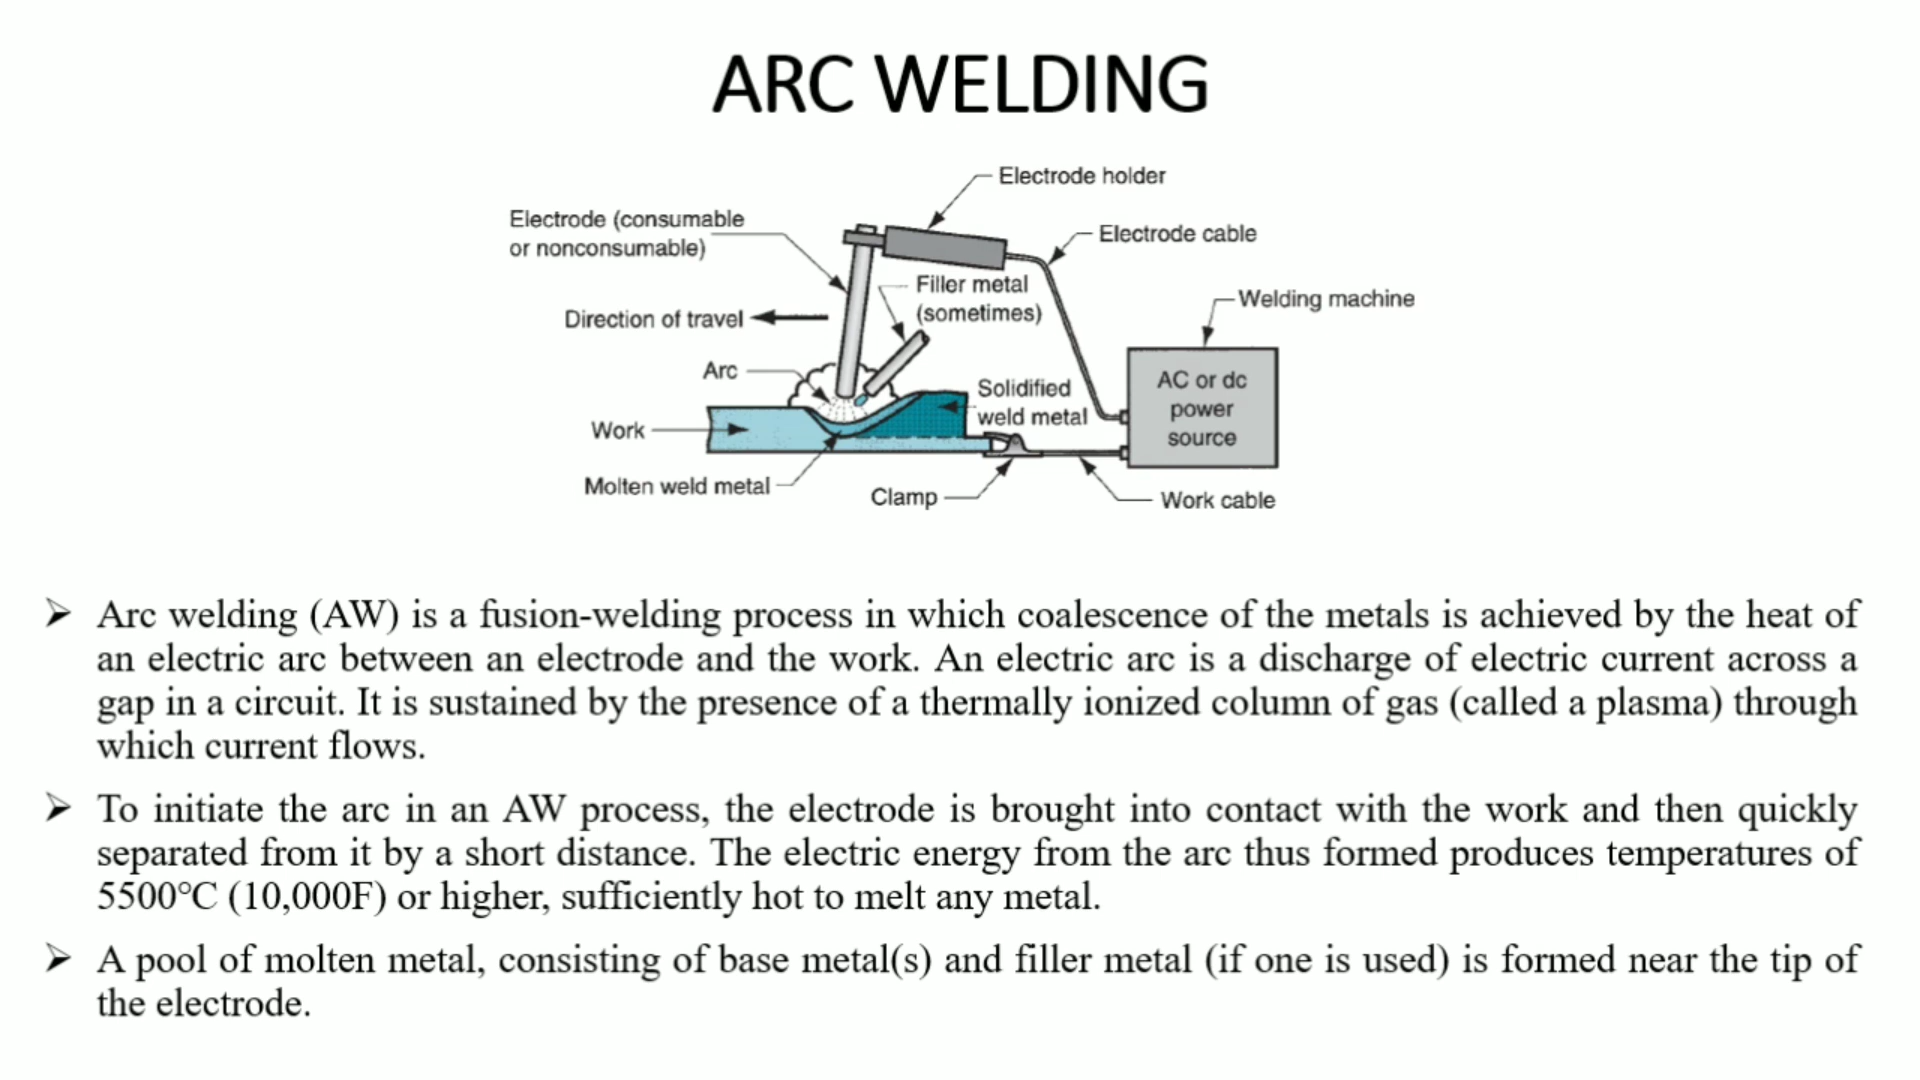 ARC WELDING
Electrode holder
Electrode (consumable
or nonconsumable)
Electrode cable
Filler metal
(sometimes)
Welding machine
Direction of travel
Arc
AC or dc
power
source
Solidified
weld metal
Work
Molten weld metal
Clamp
Work cable
➢ Arc welding (AW) is a fusion-welding process in which coalescence of the metals is achieved by the heat of
an electric arc between an electrode and the work. An electric arc is a discharge of electric current across a
gap in a circuit. It is sustained by the presence of a thermally ionized column of gas (called a plasma) through
which current flows.
➢ To initiate the arc in an AW process, the electrode is brought into contact with the work and then quickly
separated from it by a short distance. The electric energy from the arc thus formed produces temperatures of
5500°C (10,000F) or higher, sufficiently hot to melt any metal.
➢ A pool of molten metal, consisting of base metal(s) and filler metal (if one is used) is formed near the tip of
the electrode.